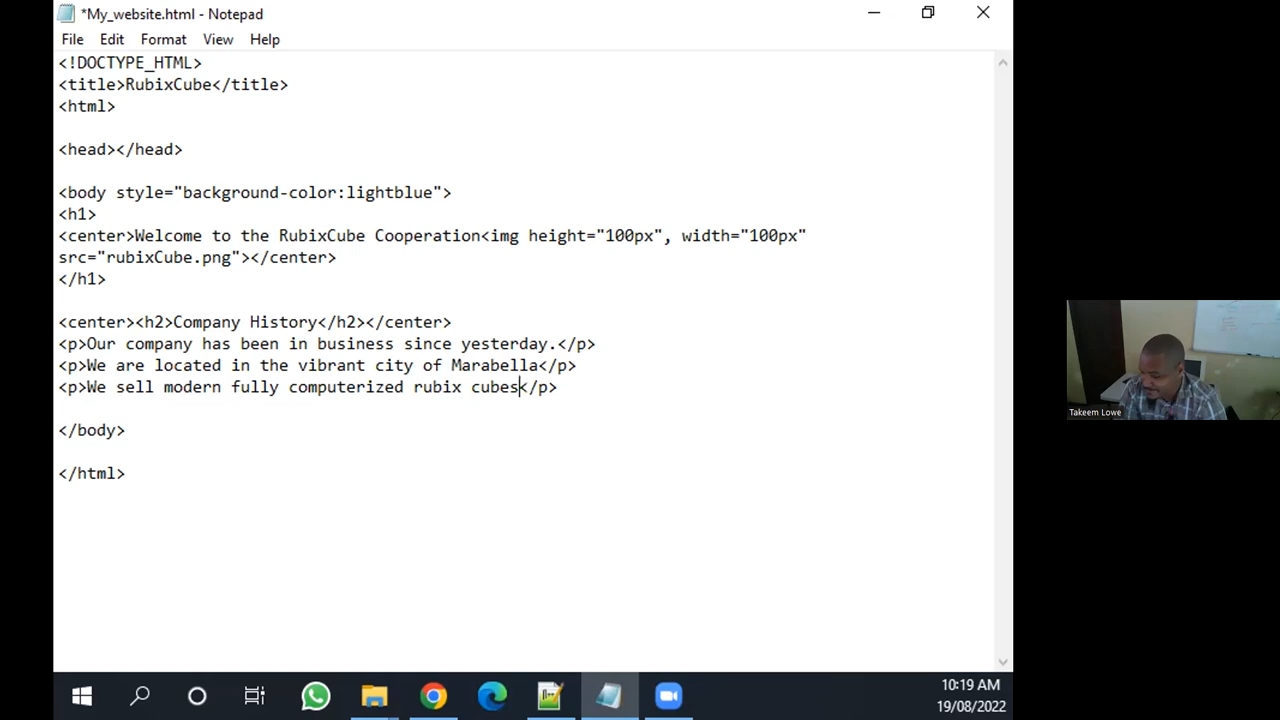 *My_website.html - Notepad
File Edit Format View Help
<!DOCTYPE_HTML>
<title>RubixCube</title>
<html>
<head></head>
<body style="background-color:lightblue">
<h1>
<center>Welcome to the RubixCube Cooperation<img height="100px", width="100px"
src="rubixCube.png"></center>
</h1>
<center><h2>Company History</h2></center>
<p>Our company has been in business since yesterday.</p>
<p>We are located in the vibrant city of Marabella</p>
<p>We sell modern fully computerized rubix cubes</p>
</body>
</html>
Takeem Lowe
10:19 AM
19/08/2022